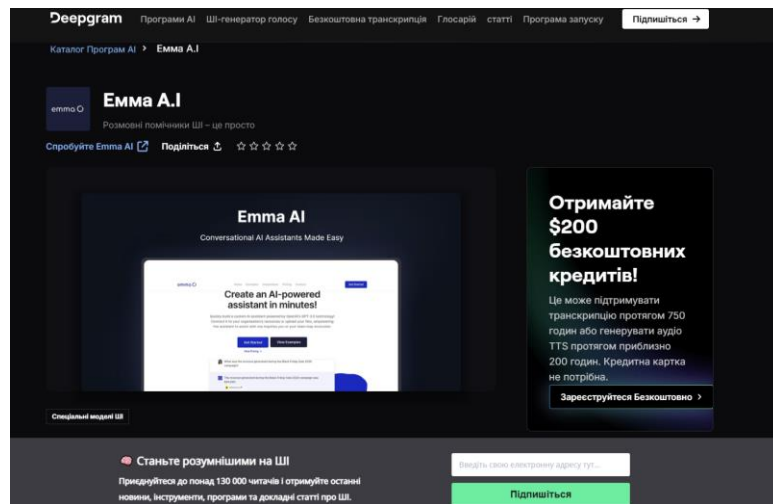 Deepgram Програми AI ШІ-генератор голосу Безкоштовна транскрипція Глосарій статті Програма запуску Підпишіться →
Каталог Програм AI > Емма A.I
emma
Емма A.I
Розмовні помічники ШІ – це просто
Спробуйте Emma AI Поділіться
Emma AI
Conversational AI Assistants Made Easy
Create an AI-powered
assistant in minutes!
Get Started
View Examples
Спеціальні моделі ШІ
Отримайте
$200
безкоштовних
кредитів!
Це може підтримувати
транскрипцію протягом 750
годин або генерувати аудіо
TTS протягом приблизно
200 годин. Кредитна картка
не потрібна.
Зареєструйтеся Безкоштовно >
🧠 Станьте розумнішими на ШІ
Приєднуйтеся до понад 130 000 читачів і отримуйте останні
новини, інструменти, програми та докладні статті про ШІ.
Введіть свою електронну адресу тут...
Підпишіться